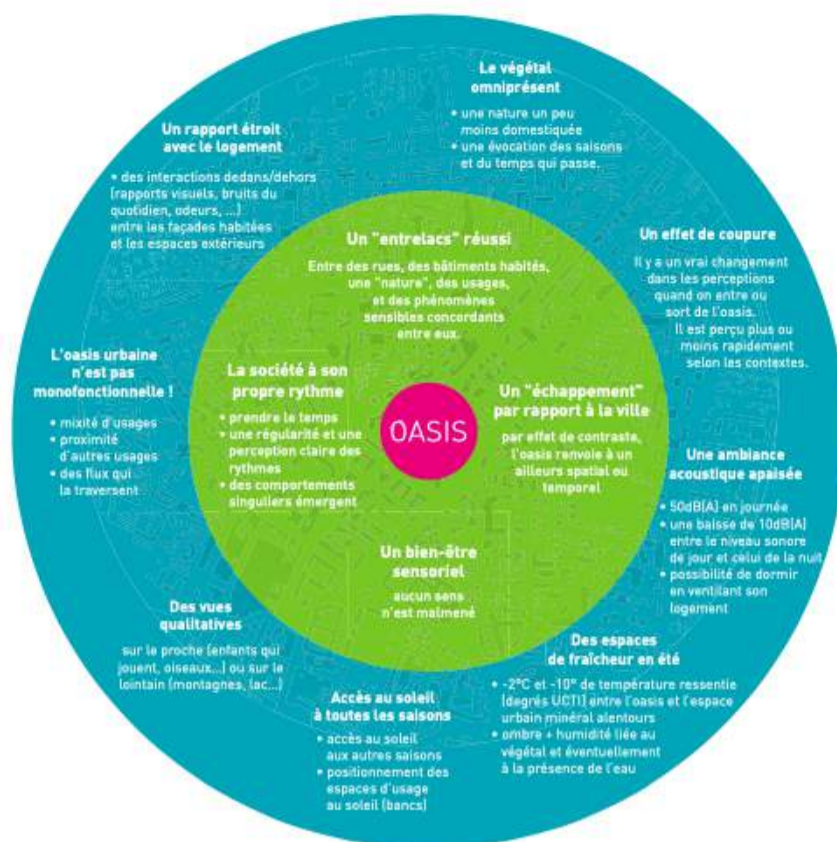 Le végétal
omniprésent
• une nature un peu
moins domestiquée
• une évocation des saisons
et du temps qui passe.
Un rapport étroit
avec le logement
• des interactions dedans/dehors
(rapports visuels, bruits du
quotidien, odeurs, ...)
entre les façades habitées
et les espaces extérieurs
Un effet de coupure
Il y a un vrai changement
dans les perceptions
quand on entre ou
sort de l'oasis.
Il est perçu plus ou
moins rapidement
selon les contextes.
Un "entrelacs" réussi
Entre des rues, des bâtiments habités,
une "nature", des usages,
et des phénomènes
sensibles concordants
entre eux.
L'oasis urbaine
n'est pas
monofonctionnelle !
• mixité d'usages
• proximité
d'autres usages
• des flux qui
la traversent
La société à son
propre rythme
• prendre le temps
• une régularité et une
perception claire des
rythmes
• des comportements
singuliers émergent
OASIS
Un "échappement"
par rapport à la ville
par effet de contraste,
l'oasis renvoie à un
ailleurs spatial ou
temporel
Une ambiance
acoustique apaisée
• 50dB(A) en journée
• une baisse de 10dB(A)
entre le niveau sonore
de jour et celui de la nuit
• possibilité de dormir
en ventilant son
logement
Un bien-être
sensoriel
aucun sens
n'est malmené
Des vues
qualitatives
sur le proche (enfants qui
jouent, oiseaux...) ou sur le
lointain (montagnes, lac...)
Des espaces
de fraîcheur en été
• -2°C et -10° de température ressentie
(degrés UCTI) entre l'oasis et l'espace
urbain minéral alentours
• ombre + humidité liée au
végétal et éventuellement
à la présence de l'eau
Accès au soleil
à toutes les saisons
• accès au soleil
aux autres saisons
• positionnement des
espaces d'usage
au soleil (bancs)